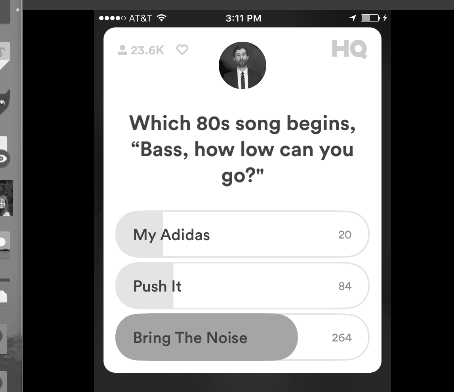 AT&T 3:11 PM
23.6K HQ
Which 80s song begins,
“Bass, how low can you
go?"
My Adidas 20
Push It 84
Bring The Noise 264